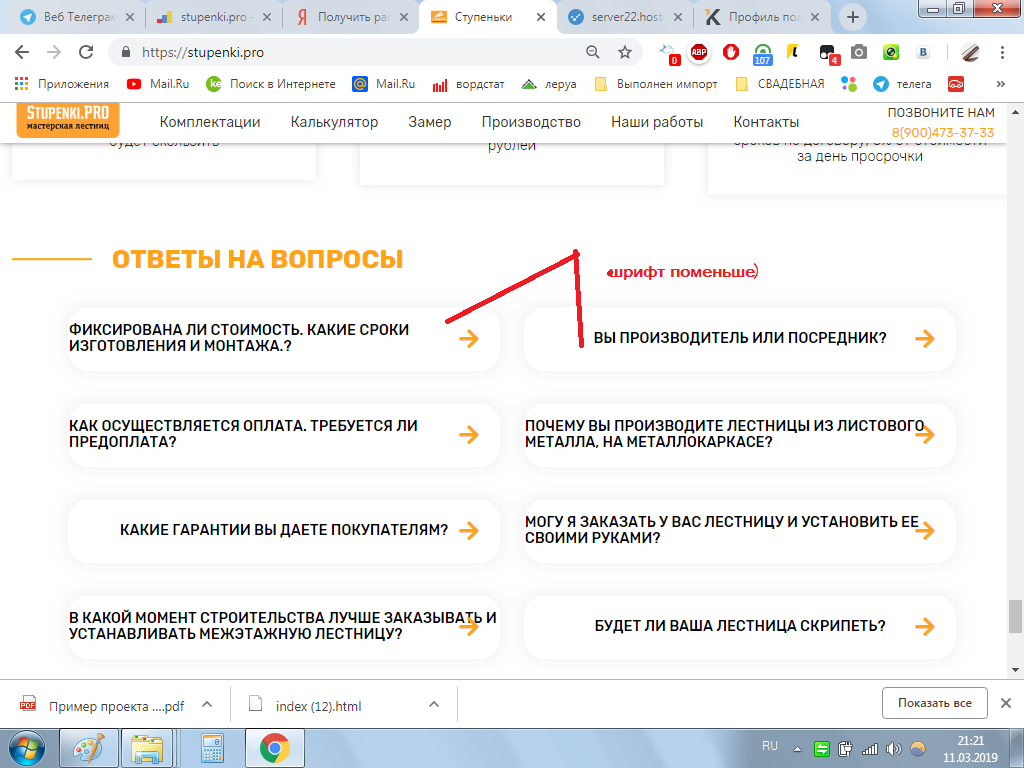 Веб Телеграм
stupenki.pro -
Получить рас
Ступеньки
server22.host
Профиль пол
https://stupenki.pro
ABP
0
107
4
B
Приложения
Mail.Ru
ke
Поиск в Интернете
Mail.Ru
вордстат
леруа
Выполнен импорт
СВАДЕБНАЯ
телега
»
STUPENKI.PRO
мастерская лестниц
Комплектации
Калькулятор
Замер
Производство
Наши работы
Контакты
ПОЗВОНИТЕ НАМ
8(900)473-37-33
будет скользить
рублей
сроков по договору, 3% от стоимости
за день просрочки
ОТВЕТЫ НА ВОПРОСЫ
шрифт поменьше)
ФИКСИРОВАНА ЛИ СТОИМОСТЬ. КАКИЕ СРОКИ
ИЗГОТОВЛЕНИЯ И МОНТАЖА.?
ВЫ ПРОИЗВОДИТЕЛЬ ИЛИ ПОСРЕДНИК?
КАК ОСУЩЕСТВЛЯЕТСЯ ОПЛАТА. ТРЕБУЕТСЯ ЛИ
ПРЕДОПЛАТА?
ПОЧЕМУ ВЫ ПРОИЗВОДИТЕ ЛЕСТНИЦЫ ИЗ ЛИСТОВОГО
МЕТАЛЛА, НА МЕТАЛЛОКАРКАСЕ?
КАКИЕ ГАРАНТИИ ВЫ ДАЕТЕ ПОКУПАТЕЛЯМ?
МОГУ Я ЗАКАЗАТЬ У ВАС ЛЕСТНИЦУ И УСТАНОВИТЬ ЕЕ
СВОИМИ РУКАМИ?
В КАКОЙ МОМЕНТ СТРОИТЕЛЬСТВА ЛУЧШЕ ЗАКАЗЫВАТЬ И
УСТАНАВЛИВАТЬ МЕЖЭТАЖНУЮ ЛЕСТНИЦУ?
БУДЕТ ЛИ ВАША ЛЕСТНИЦА СКРИПЕТЬ?
PDF
Пример проекта ....pdf
index (12).html
Показать все
RU
21:21
11.03.2019